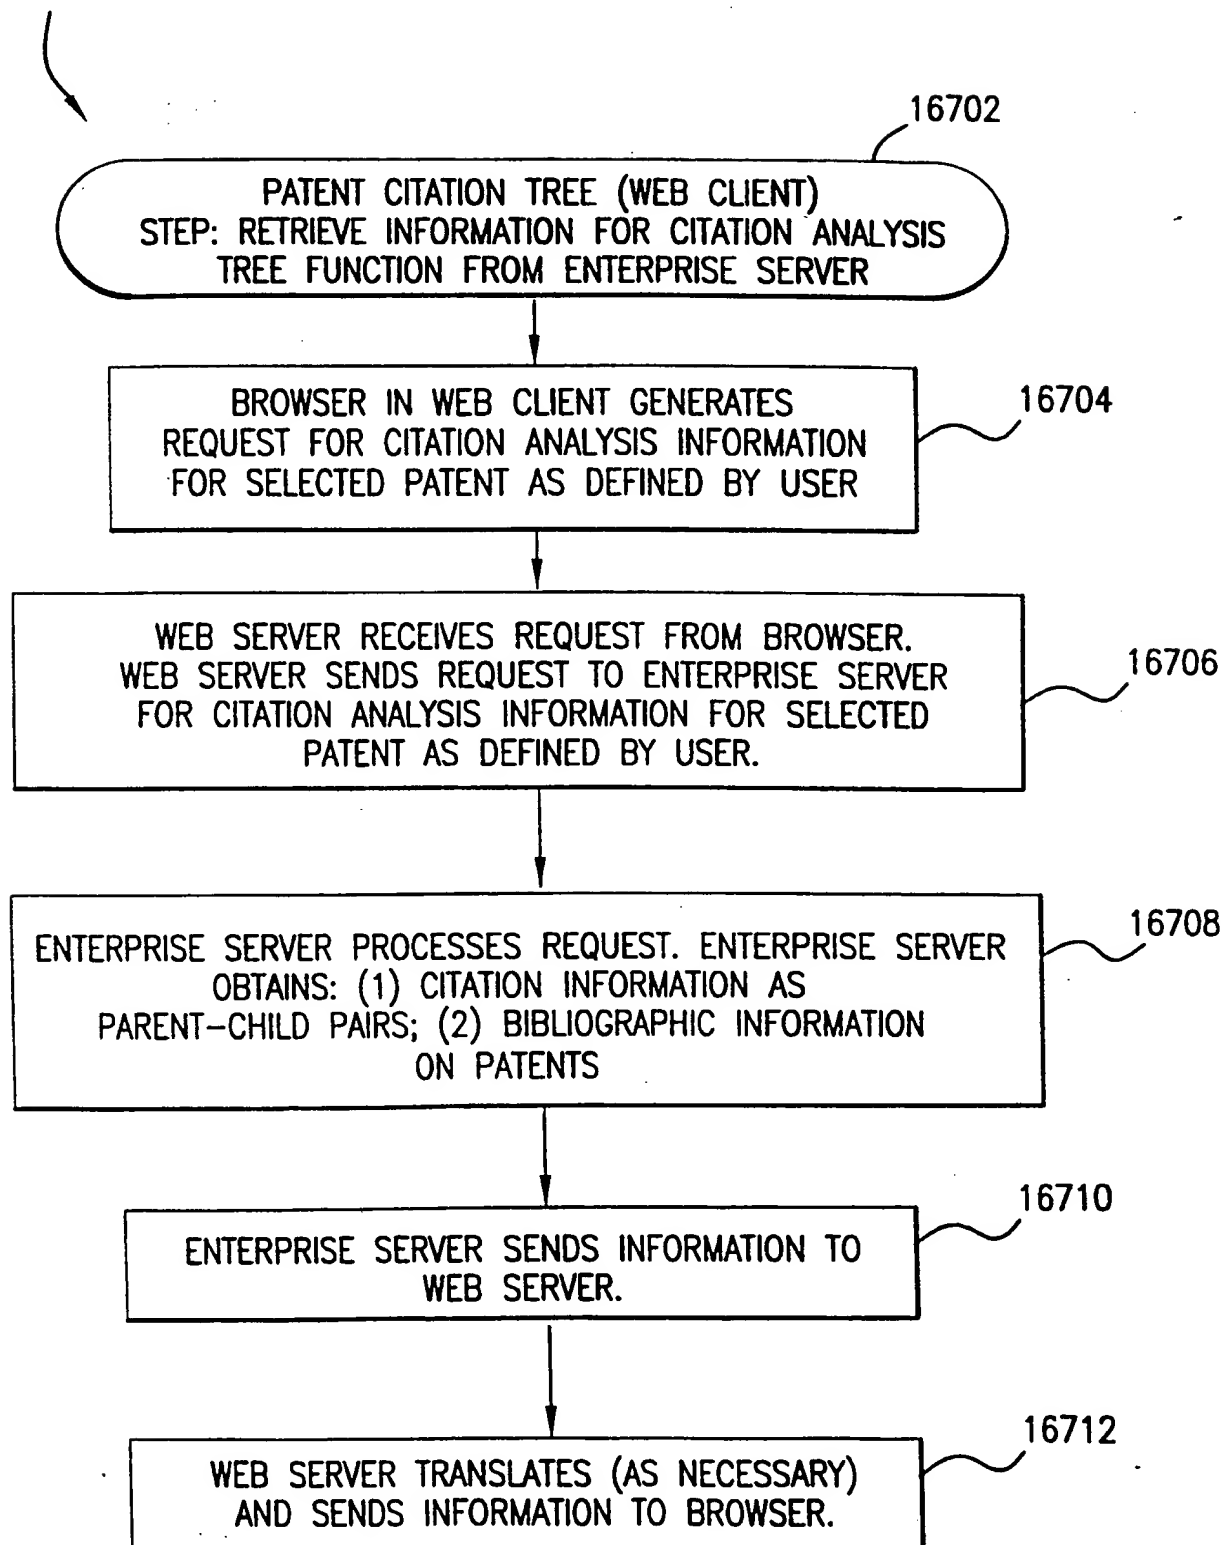 16702
PATENT CITATION TREE (WEB CLIENT)
STEP: RETRIEVE INFORMATION FOR CITATION ANALYSIS
TREE FUNCTION FROM ENTERPRISE SERVER
BROWSER IN WEB CLIENT GENERATES
REQUEST FOR CITATION ANALYSIS INFORMATION
FOR SELECTED PATENT AS DEFINED BY USER
16704
WEB SERVER RECEIVES REQUEST FROM BROWSER.
WEB SERVER SENDS REQUEST TO ENTERPRISE SERVER
FOR CITATION ANALYSIS INFORMATION FOR SELECTED
PATENT AS DEFINED BY USER.
16706
ENTERPRISE SERVER PROCESSES REQUEST. ENTERPRISE SERVER
OBTAINS: (1) CITATION INFORMATION AS
PARENT-CHILD PAIRS; (2) BIBLIOGRAPHIC INFORMATION
ON PATENTS
16708
ENTERPRISE SERVER SENDS INFORMATION TO
WEB SERVER.
16710
WEB SERVER TRANSLATES (AS NECESSARY)
AND SENDS INFORMATION TO BROWSER.
16712